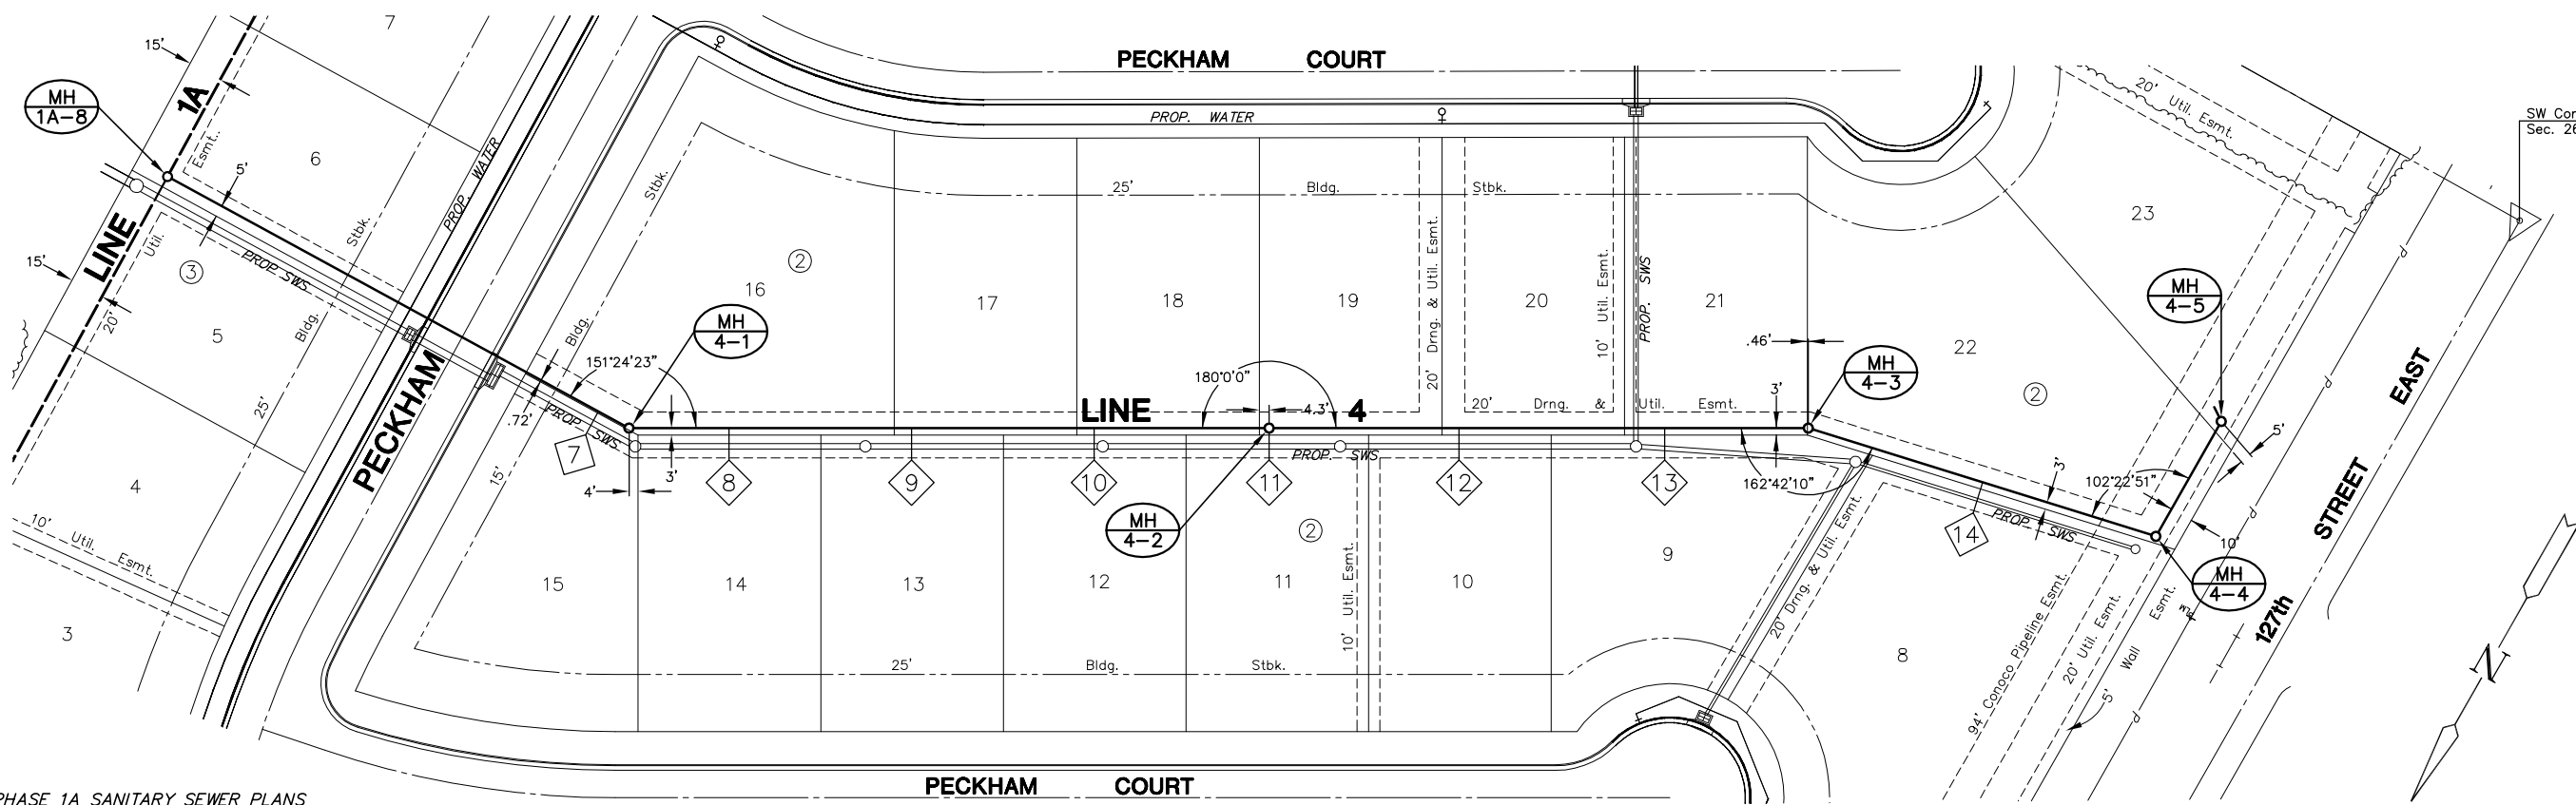 PECKHAM COURT
15'
LINE 1A
MH
1A-8
7
6
Esmt.
5'
Stbk.
PROP. WATER
PROP. WATER
20' Util. Esmt.
SW Cor
Sec. 26
15'
20'
Util.
3
PROP SWS
5
Bldg.
25'
4
10' Util. Esmt.
3
PECKHAM
Stbk.
Bldg.
2
16
17
18
19
20
21
22
23
25' Bldg. Stbk.
20' Drng. & Util. Esmt.
10' Util. Esmt.
PROP. SWS
2
MH
4-1
151°24'23"
.72'
PROP. SWS
7
15'
4'
3'
LINE 4
180°0'0"
4.3'
20' Drng. & Util. Esmt.
3'
.46'
MH
4-3
162°42'10"
MH
4-5
5'
3'
102°22'51"
10'
MH
4-4
8
9
10
11
12
13
14
PROP. SWS
PROP SWS
MH
4-2
2
15
14
13
12
11
10
9
8
10' Util. Esmt.
20' Drng. & Util. Esmt.
94' Conoco Pipeline Esmt.
20' Util. Esmt.
5' Wall Esmt.
127th STREET EAST
N
25' Bldg. Stbk.
PECKHAM COURT
PHASE 1A SANITARY SEWER PLANS